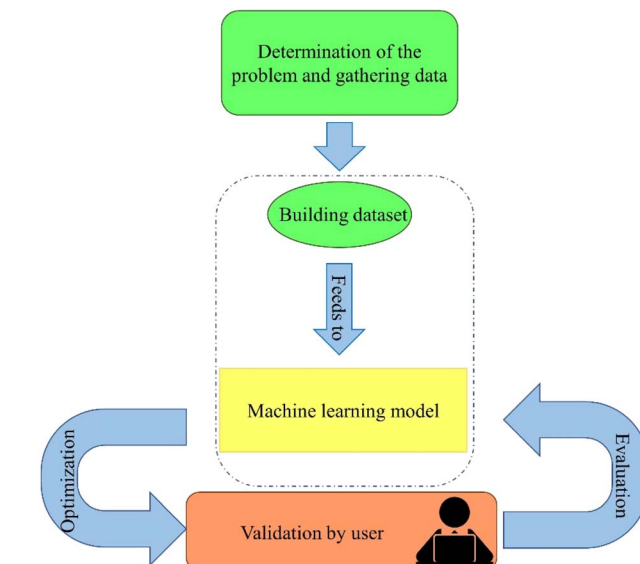 Determination of the
problem and gathering data
Building dataset
Feeds to
Machine learning model
Optimization
Evaluation
Validation by user